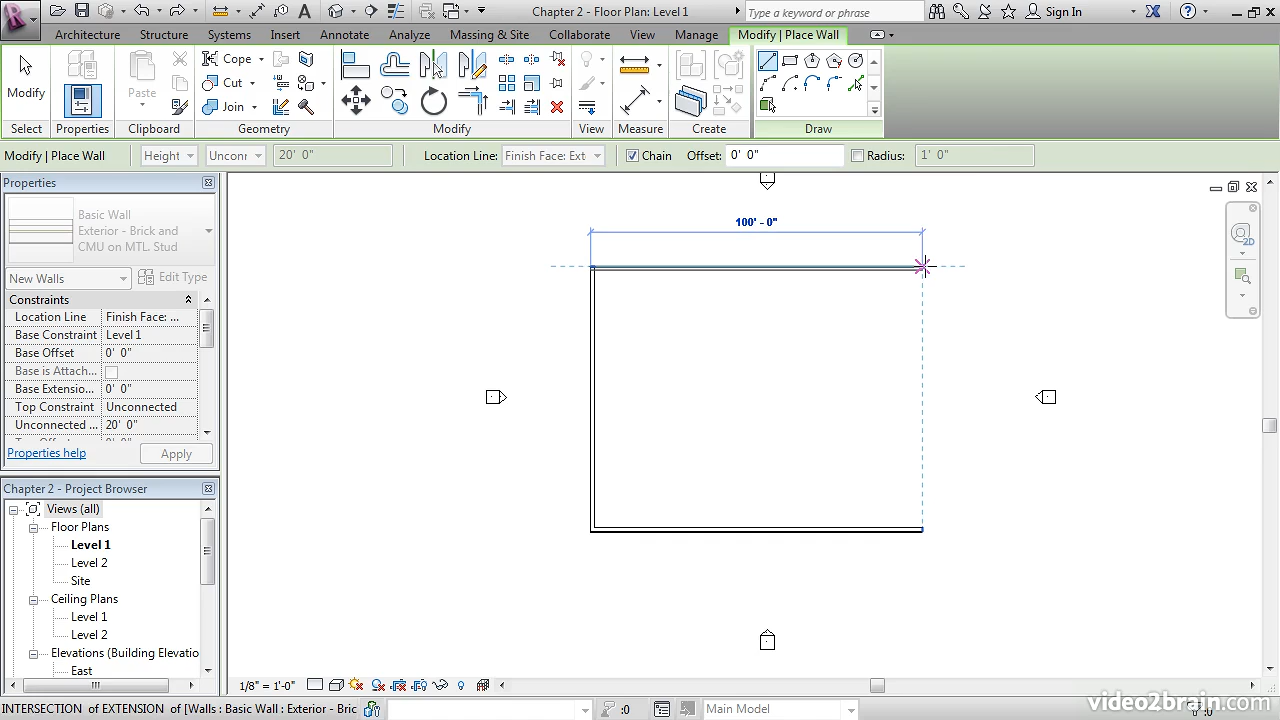 Chapter 2 - Floor Plan: Level 1
Type a keyword or phrase
Sign In
Architecture
Structure
Systems
Insert
Annotate
Analyze
Massing & Site
Collaborate
View
Manage
Modify | Place Wall
Modify
Paste
Cope
Cut
Join
Select
Properties
Clipboard
Geometry
Modify
View
Measure
Create
Draw
Modify | Place Wall
Height
Unconr
20' 0"
Location Line:
Finish Face: Ext
Chain
Offset:
0' 0"
Radius:
1' 0"
Properties
Basic Wall
Exterior - Brick and
CMU on MTL. Stud
New Walls
Edit Type
Constraints
Location Line Finish Face: ...
Base Constraint Level 1
Base Offset 0' 0"
Base is Attach...
Base Extensio... 0' 0"
Top Constraint Unconnected
Unconnected ... 20' 0"
Properties help
Apply
100' - 0"
2D
Chapter 2 - Project Browser
Views (all)
Floor Plans
Level 1
Level 2
Site
Ceiling Plans
Level 1
Level 2
Elevations (Building Elevatio
East
1/8" = 1'-0"
INTERSECTION of EXTENSION of [Walls : Basic Wall : Exterior - Bric
:0
Main Model
video2brain.com